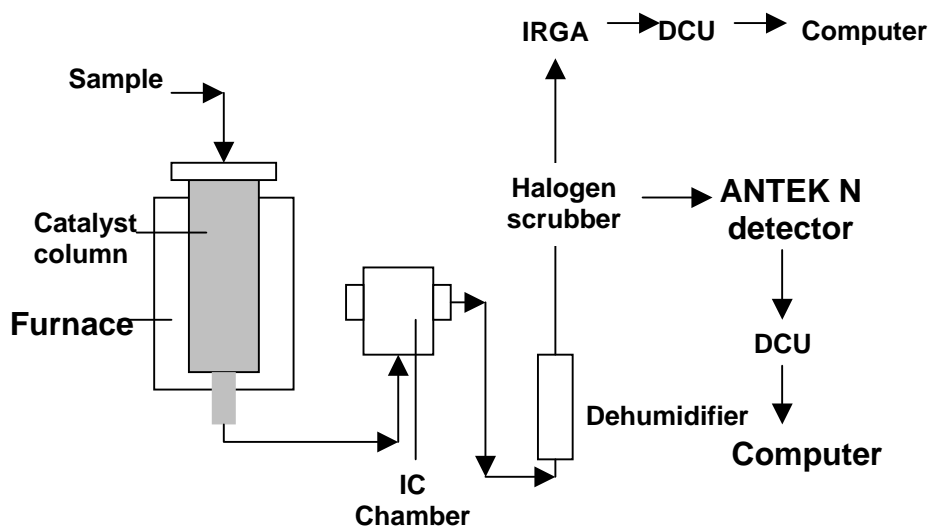 IRGA
DCU
Computer
Sample
Halogen
scrubber
ANTEK N
detector
Catalyst
column
Furnace
DCU
Dehumidifier
Computer
IC
Chamber